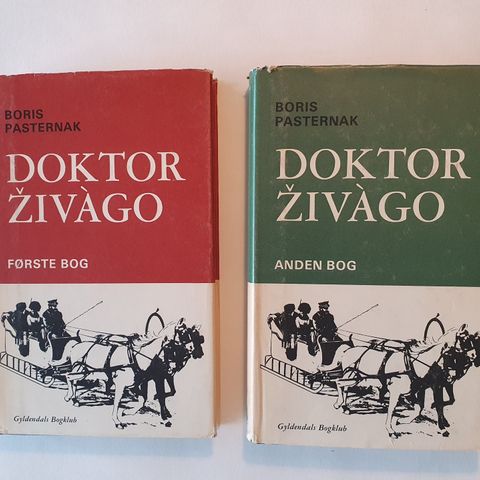 BORIS
PASTERNAK
DOKTOR
ŽIVÀGO
FØRSTE BOG
Gyldendals Bogklub
BORIS
PASTERNAK
DOKTOR
ŽIVÀGO
ANDEN BOG
Gyldendals Bogklub